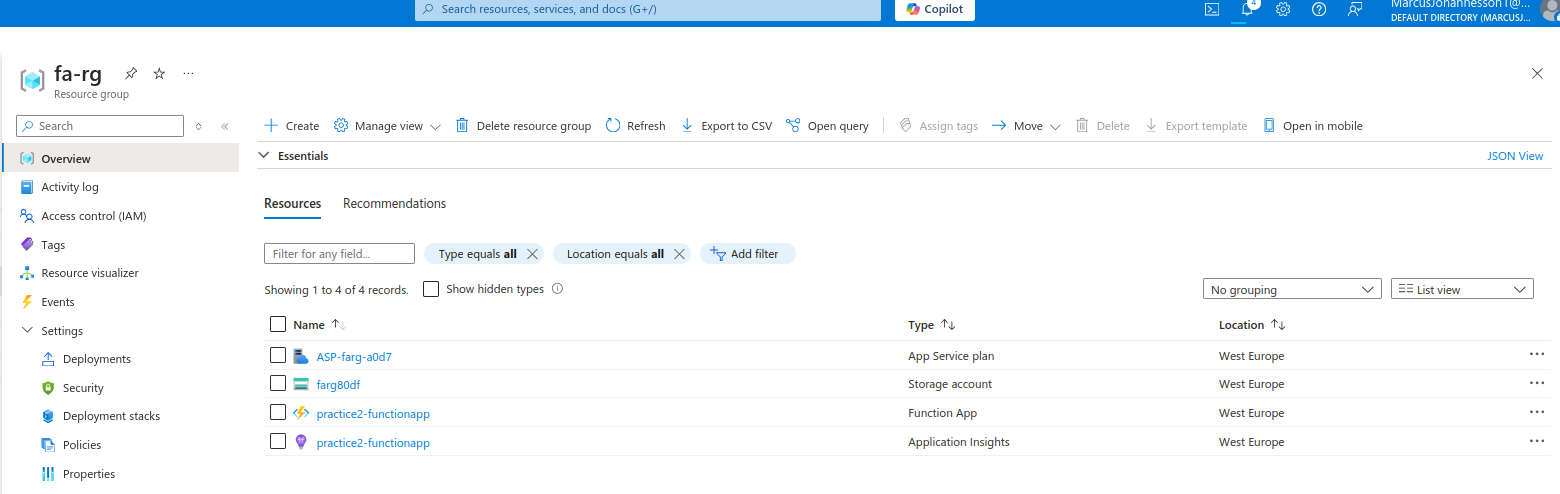 Search resources, services, and docs (G+/)
Copilot
4
MarcusJohannesson1@...
DEFAULT DIRECTORY (MARCUSJ...
fa-rg
Resource group
Search
Create
Manage view
Delete resource group
Refresh
Export to CSV
Open query
Assign tags
Move
Delete
Export template
Open in mobile
Overview
Activity log
Access control (IAM)
Tags
Resource visualizer
Events
Settings
Deployments
Security
Deployment stacks
Policies
Properties
Essentials
JSON View
Resources Recommendations
Filter for any field...
Type equals all
Location equals all
Add filter
Showing 1 to 4 of 4 records.
Show hidden types
No grouping
List view
Name Type Location
ASP-farg-a0d7 App Service plan West Europe
farg80df Storage account West Europe
practice2-functionapp Function App West Europe
practice2-functionapp Application Insights West Europe